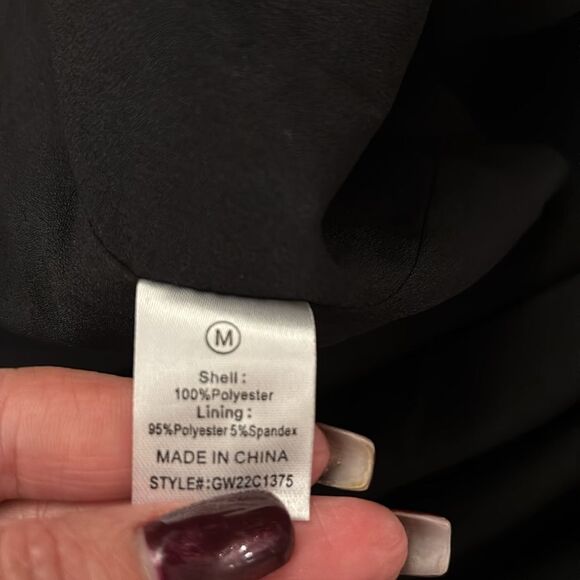 M
Shell:
100%Polyester
Lining:
95%Polyester 5%Spandex
MADE IN CHINA
STYLE#:GW22C1375